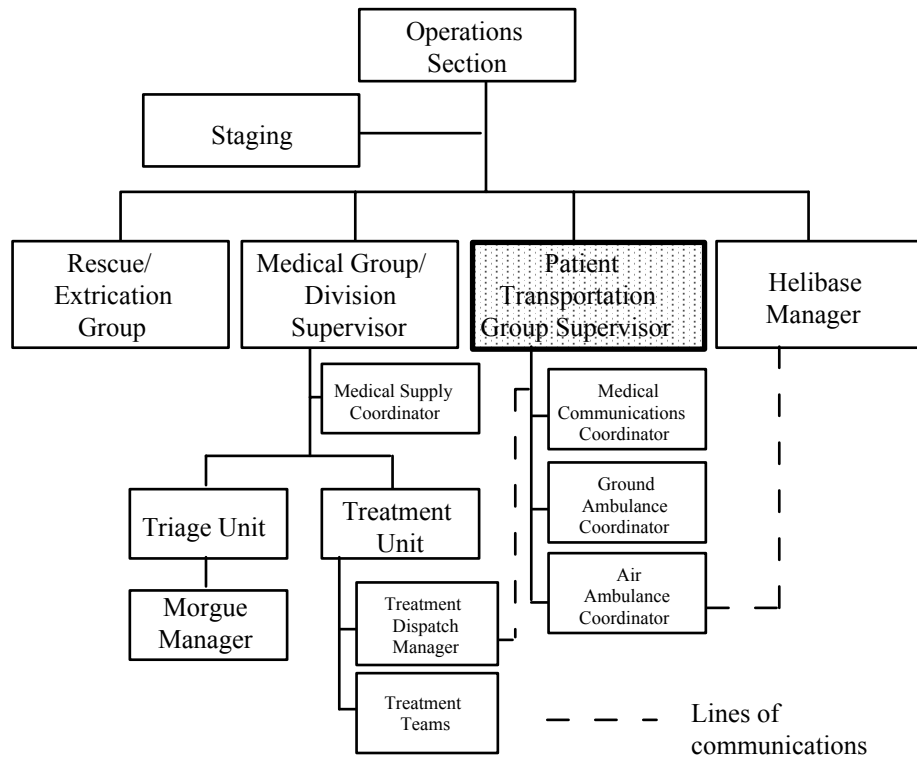 Operations
Section
Staging
Rescue/
Extrication
Group
Medical Group/
Division
Supervisor
Patient
Transportation
Group Supervisor
Helibase
Manager
Medical Supply
Coordinator
Medical
Communications
Coordinator
Triage Unit
Treatment
Unit
Ground
Ambulance
Coordinator
Morgue
Manager
Treatment
Dispatch
Manager
Air
Ambulance
Coordinator
Treatment
Teams
Lines of
communications